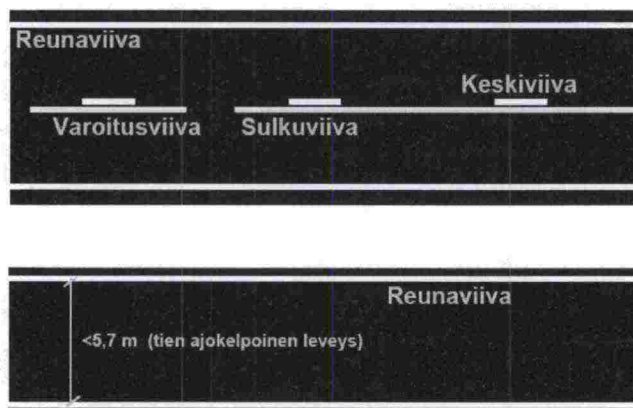 Reunaviiva
Keskiviiva
Varoitusviiva
Sulkuviiva
Reunaviiva
<5,7 m (tien ajokelpoinen leveys)